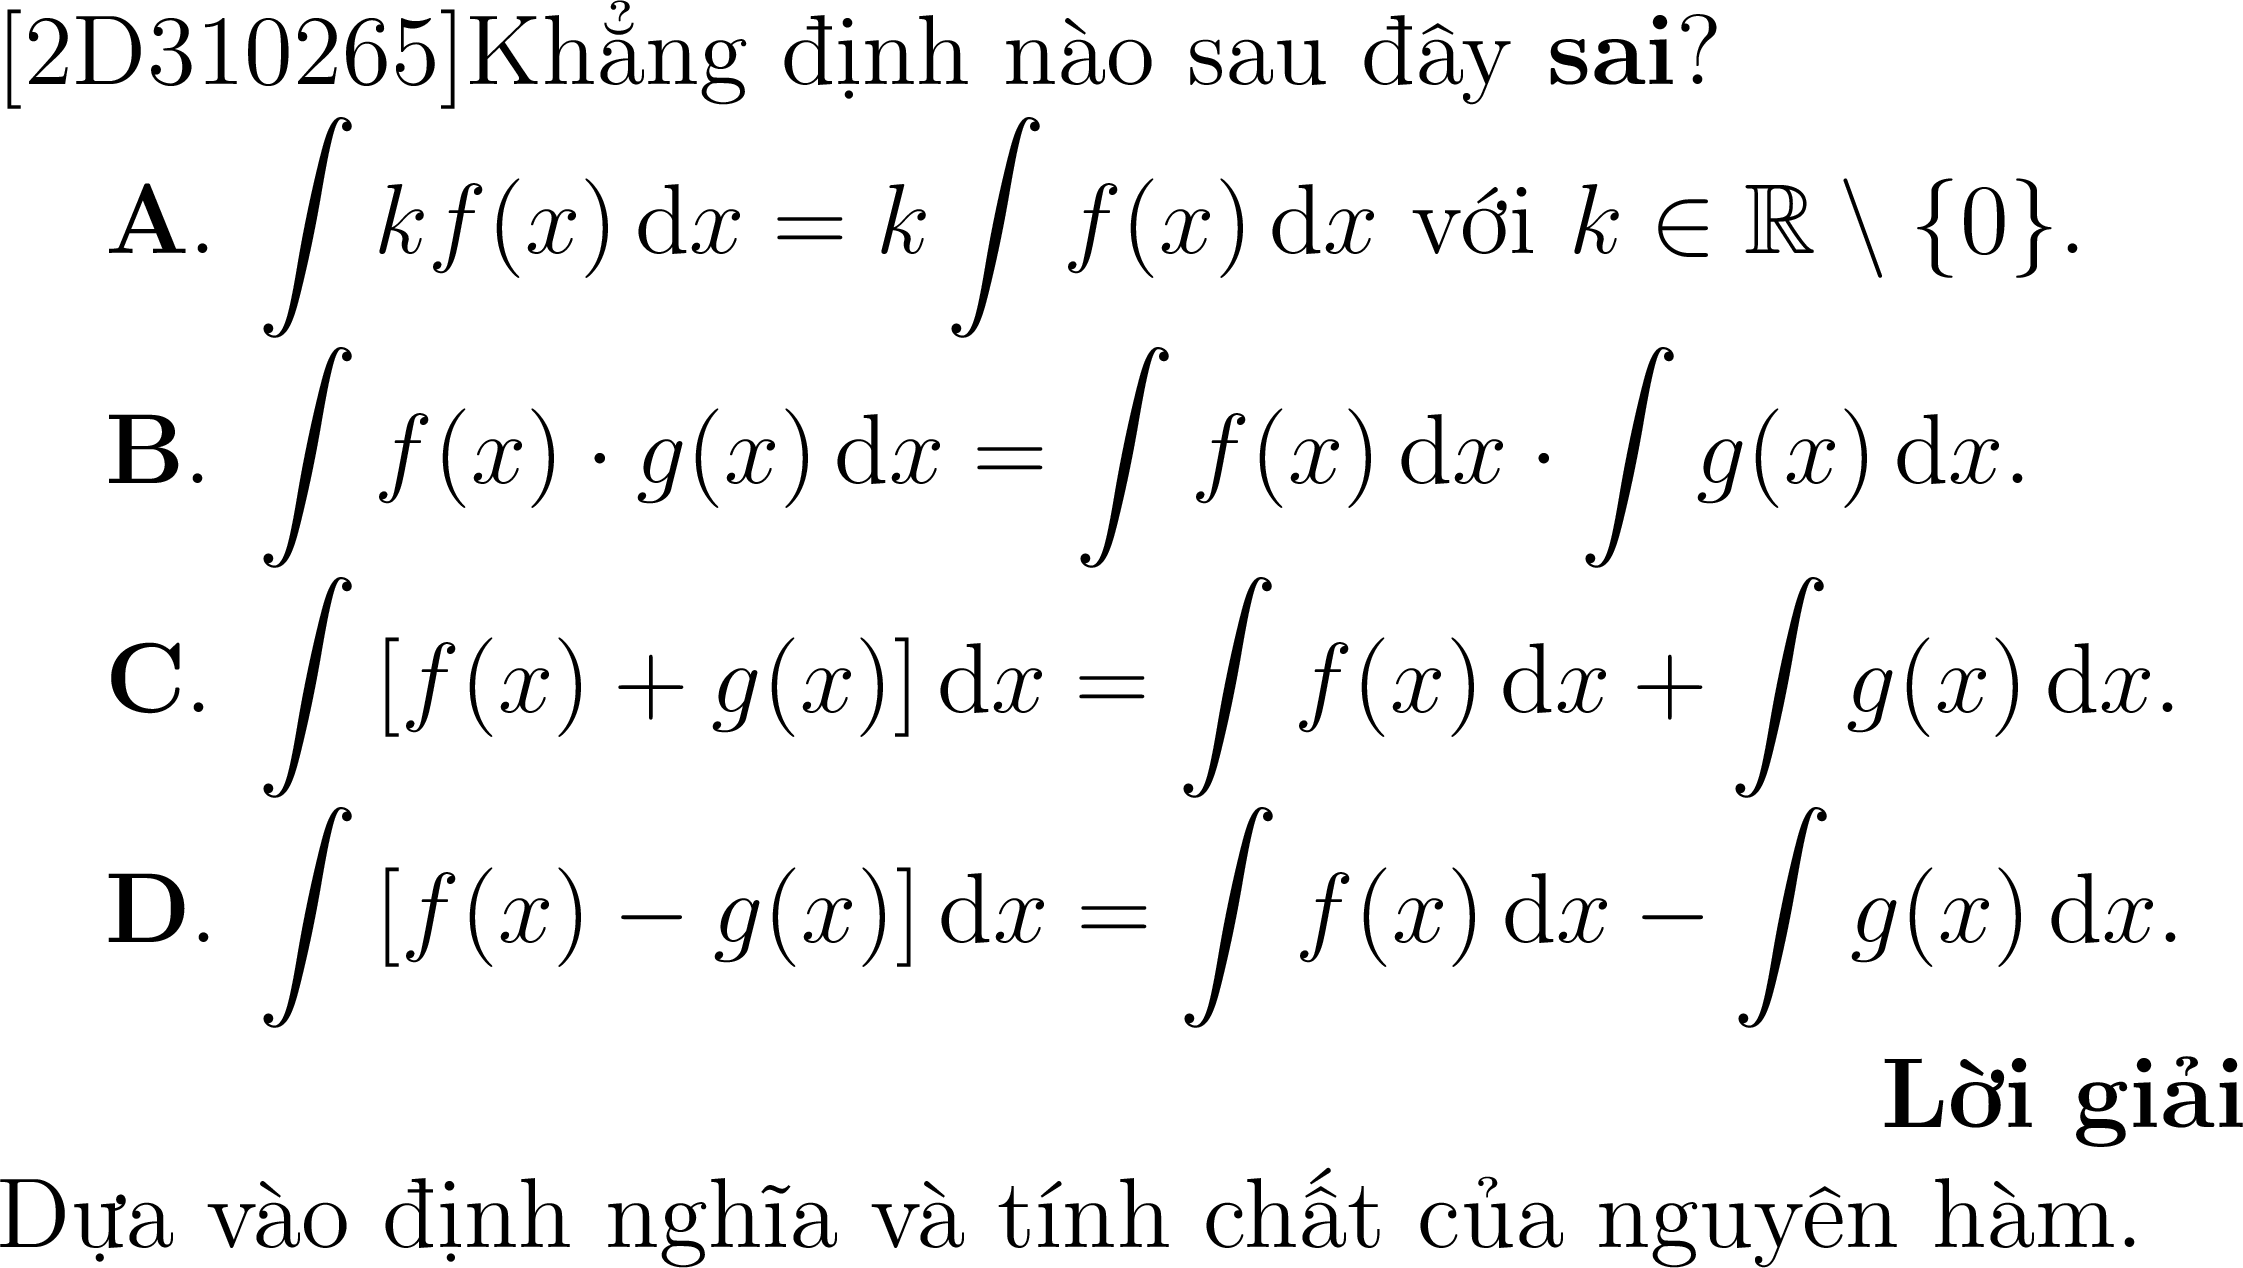 [2D310265]Khẳng định nào sau đây sai?
A. ∫ kf(x) dx = k ∫ f(x) dx với k ∈ ℝ \ {0}.
B. ∫ f(x) · g(x) dx = ∫ f(x) dx · ∫ g(x) dx.
C. ∫ [f(x) + g(x)] dx = ∫ f(x) dx + ∫ g(x) dx.
D. ∫ [f(x) − g(x)] dx = ∫ f(x) dx − ∫ g(x) dx.
Lời giải
Dựa vào định nghĩa và tính chất của nguyên hàm.